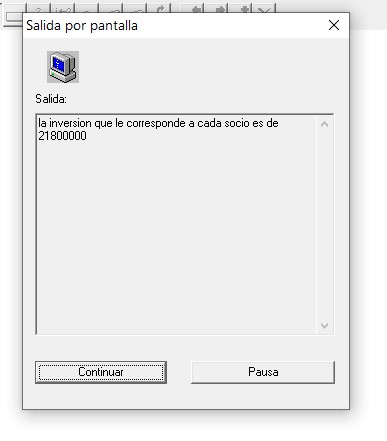 Salida por pantalla
Salida:
la inversion que le corresponde a cada socio es de
21800000
Continuar
Pausa